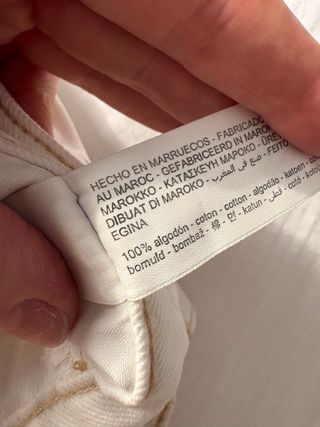 HECHO EN MARRUECOS - FABRICADO
AU MAROC - GEFABRICEERD IN MAROK
MAROKKO - ΚΑΤΑΣΚΕΥΗ ΜΑΡΟΚΟ - ÜRE
DIBUAT DI MAROKO - صنع في المغرب - FEITO
EGINA
100% algodón - coton - cotton - algodão - katoen - co
bomuld - bombaž - 棉 - 면 - katun - قطن - cotó - koto